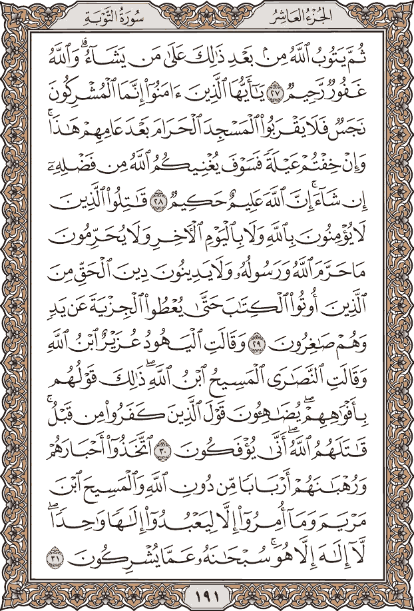 الجزء العاشر سورة التوبة
ثُمَّ يَتُوبُ ٱللَّهُ مِنۢ بَعْدِ ذَٰلِكَ عَلَىٰ مَن يَشَآءُ ۗ وَٱللَّهُ
غَفُورٌ رَّحِيمٌ ٢٧ يَٰٓأَيُّهَا ٱلَّذِينَ ءَامَنُوٓا۟ إِنَّمَا ٱلْمُشْرِكُونَ
نَجَسٌ فَلَا يَقْرَبُوا۟ ٱلْمَسْجِدَ ٱلْحَرَامَ بَعْدَ عَامِهِمْ هَٰذَا ۚ
وَإِنْ خِفْتُمْ عَيْلَةً فَسَوْفَ يُغْنِيكُمُ ٱللَّهُ مِن فَضْلِهِۦٓ
إِن شَآءَ ۚ إِنَّ ٱللَّهَ عَلِيمٌ حَكِيمٌ ٢٨ قَٰتِلُوا۟ ٱلَّذِينَ
لَا يُؤْمِنُونَ بِٱللَّهِ وَلَا بِٱلْيَوْمِ ٱلْءَاخِرِ وَلَا يُحَرِّمُونَ
مَا حَرَّمَ ٱللَّهُ وَرَسُولُهُۥ وَلَا يَدِينُونَ دِينَ ٱلْحَقِّ مِنَ
ٱلَّذِينَ أُوتُوا۟ ٱلْكِتَٰبَ حَتَّىٰ يُعْطُوا۟ ٱلْجِزْيَةَ عَن يَدٍ
وَهُمْ صَٰغِرُونَ ٢٩ وَقَالَتِ ٱلْيَهُودُ عُزَيْرٌ ٱبْنُ ٱللَّهِ
وَقَالَتِ ٱلنَّصَٰرَى ٱلْمَسِيحُ ٱبْنُ ٱللَّهِ ۖ ذَٰلِكَ قَوْلُهُم
بِأَفْوَٰهِهِمْ ۖ يُضَٰهِـُٔونَ قَوْلَ ٱلَّذِينَ كَفَرُوا۟ مِن قَبْلُ ۚ
قَٰتَلَهُمُ ٱللَّهُ ۚ أَنَّىٰ يُؤْفَكُونَ ٣٠ ٱتَّخَذُوٓا۟ أَحْبَارَهُمْ
وَرُهْبَٰنَهُمْ أَرْبَابًا مِّن دُونِ ٱللَّهِ وَٱلْمَسِيحَ ٱبْنَ
مَرْيَمَ وَمَآ أُمِرُوٓا۟ إِلَّا لِيَعْبُدُوٓا۟ إِلَٰهًا وَٰحِدًا ۖ
لَّآ إِلَٰهَ إِلَّا هُوَ ۚ سُبْحَٰنَهُۥ عَمَّا يُشْرِكُونَ ٣١
١٩١